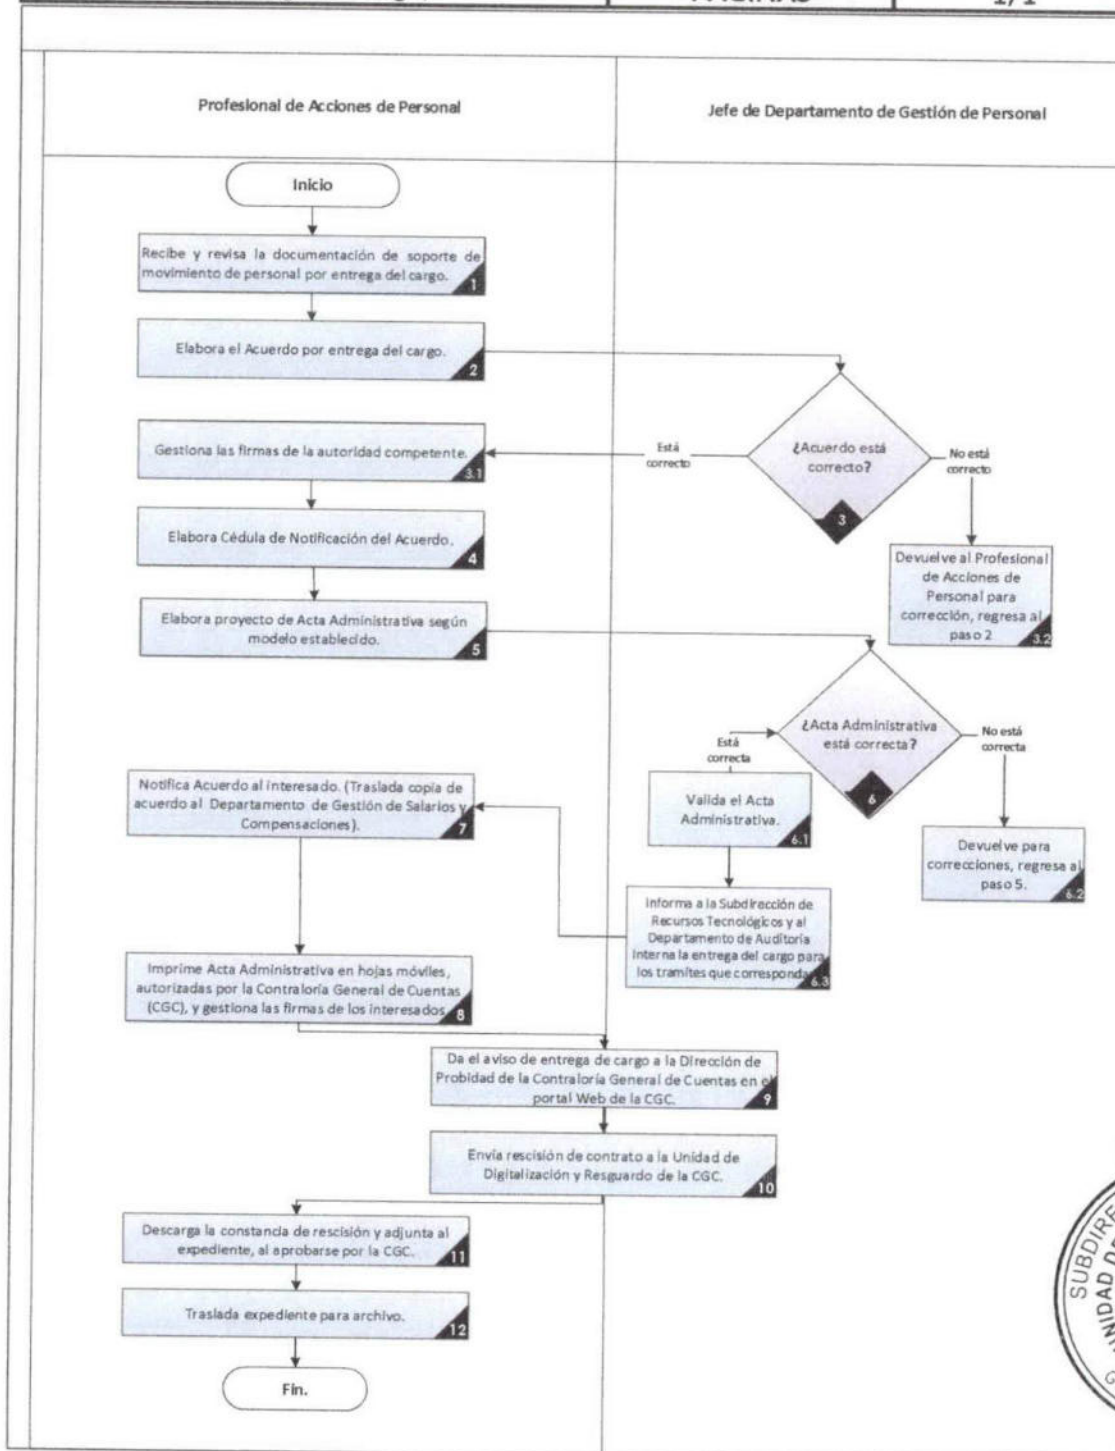 PÁGINAS
1/1
Profesional de Acciones de Personal
Jefe de Departamento de Gestión de Personal
Inicio
Recibe y revisa la documentación de soporte de
movimiento de personal por entrega del cargo.
1
Elabora el Acuerdo por entrega del cargo.
2
¿Acuerdo está
correcto?
3
Está
correcto
No está
correcto
Gestiona las firmas de la autoridad competente.
3.1
Devuelve al Profesional
de Acciones de
Personal para
corrección, regresa al
paso 2
3.2
Elabora Cédula de Notificación del Acuerdo.
4
Elabora proyecto de Acta Administrativa según
modelo establecido.
5
¿Acta Administrativa
está correcta?
6
Está
correcta
No está
correcta
Valida el Acta
Administrativa.
6.1
Devuelve para
correcciones, regresa al
paso 5.
6.2
Informa a la Subdirección de
Recursos Tecnológicos y al
Departamento de Auditoría
Interna la entrega del cargo para
los tramites que corresponda
6.3
Notifica Acuerdo al interesado. (Traslada copia de
acuerdo al Departamento de Gestión de Salarios y
Compensaciones).
7
Imprime Acta Administrativa en hojas móviles,
autorizadas por la Contraloría General de Cuentas
(CGC), y gestiona las firmas de los interesados
8
Da el aviso de entrega de cargo a la Dirección de
Probidad de la Contraloría General de Cuentas en el
portal Web de la CGC.
9
Envía rescisión de contrato a la Unidad de
Digitalización y Resguardo de la CGC.
10
Descarga la constancia de rescisión y adjunta al
expediente, al aprobarse por la CGC.
11
Traslada expediente para archivo.
12
Fin.
SUBDIRE
UNIDAD DE